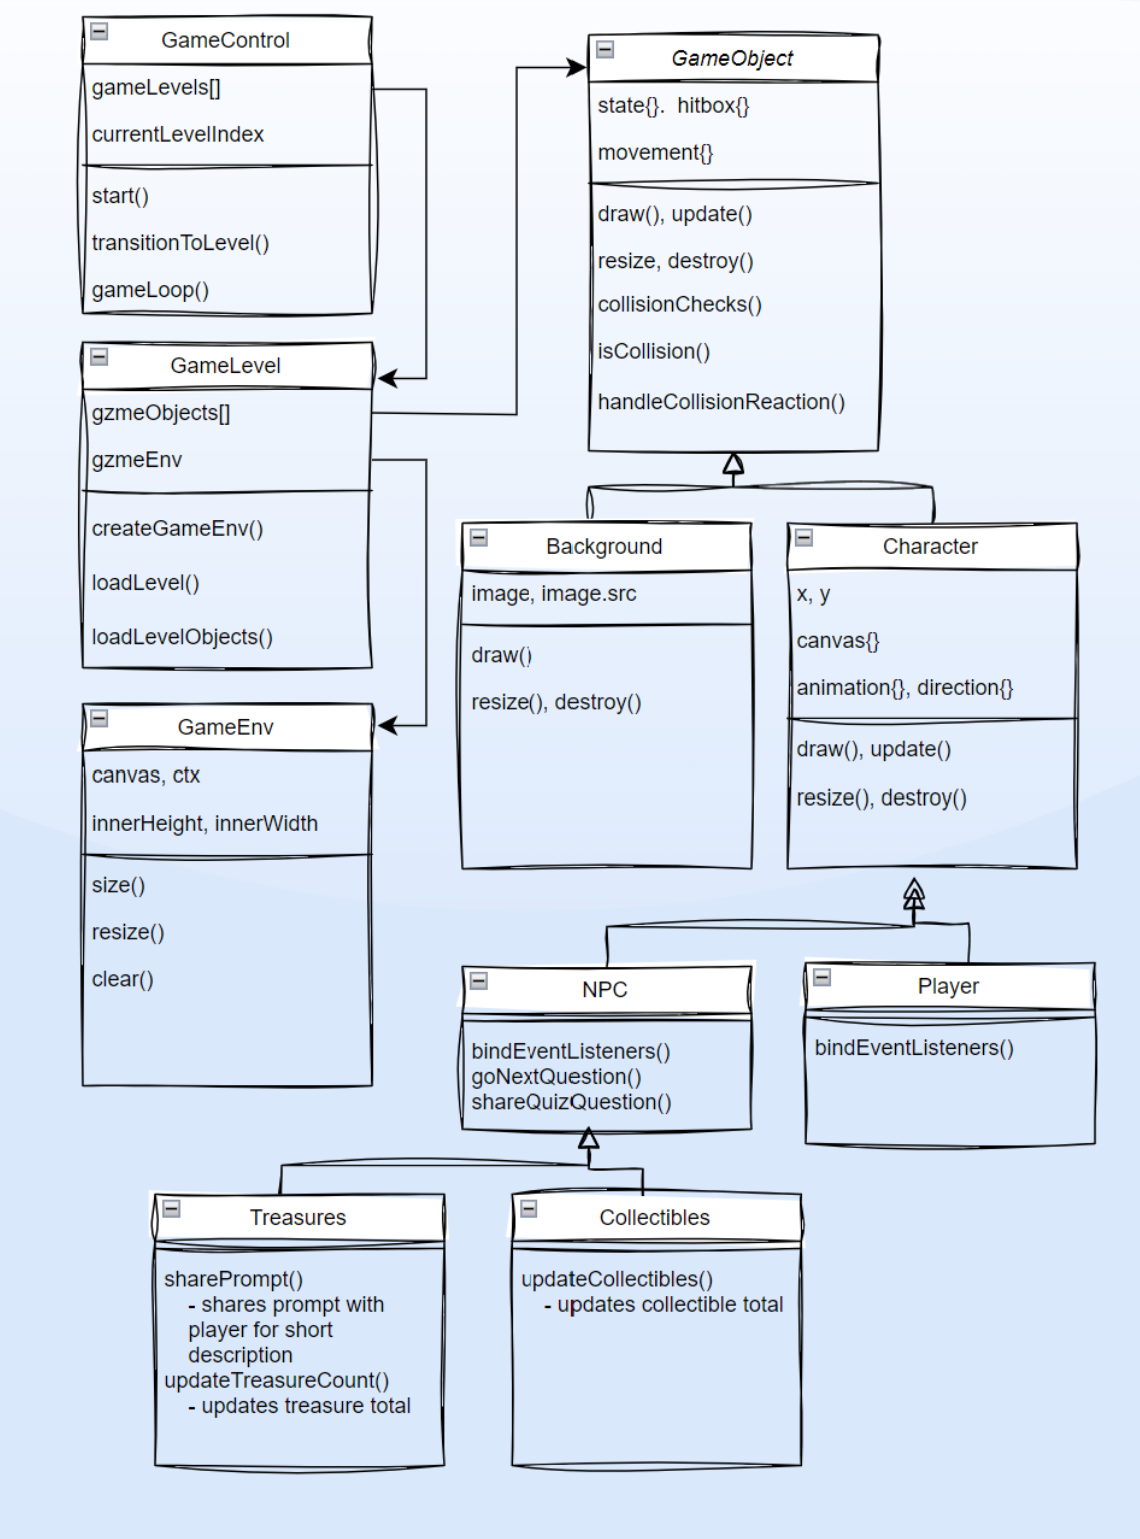 GameControl
gameLevels[]
currentLevelIndex
start()
transitionToLevel()
gameLoop()
GameLevel
gzmeObjects[]
gzmeEnv
createGameEnv()
loadLevel()
loadLevelObjects()
GameEnv
canvas, ctx
innerHeight, innerWidth
size()
resize()
clear()
GameObject
state{}.  hitbox{}
movement{}
draw(), update()
resize, destroy()
collisionChecks()
isCollision()
handleCollisionReaction()
Background
image, image.src
draw()
resize(), destroy()
Character
x, y
canvas{}
animation{}, direction{}
draw(), update()
resize(), destroy()
NPC
bindEventListeners()
goNextQuestion()
shareQuizQuestion()
Player
bindEventListeners()
Treasures
sharePrompt()
- shares prompt with
player for short
description
updateTreasureCount()
- updates treasure total
Collectibles
updateCollectibles()
- updates collectible total